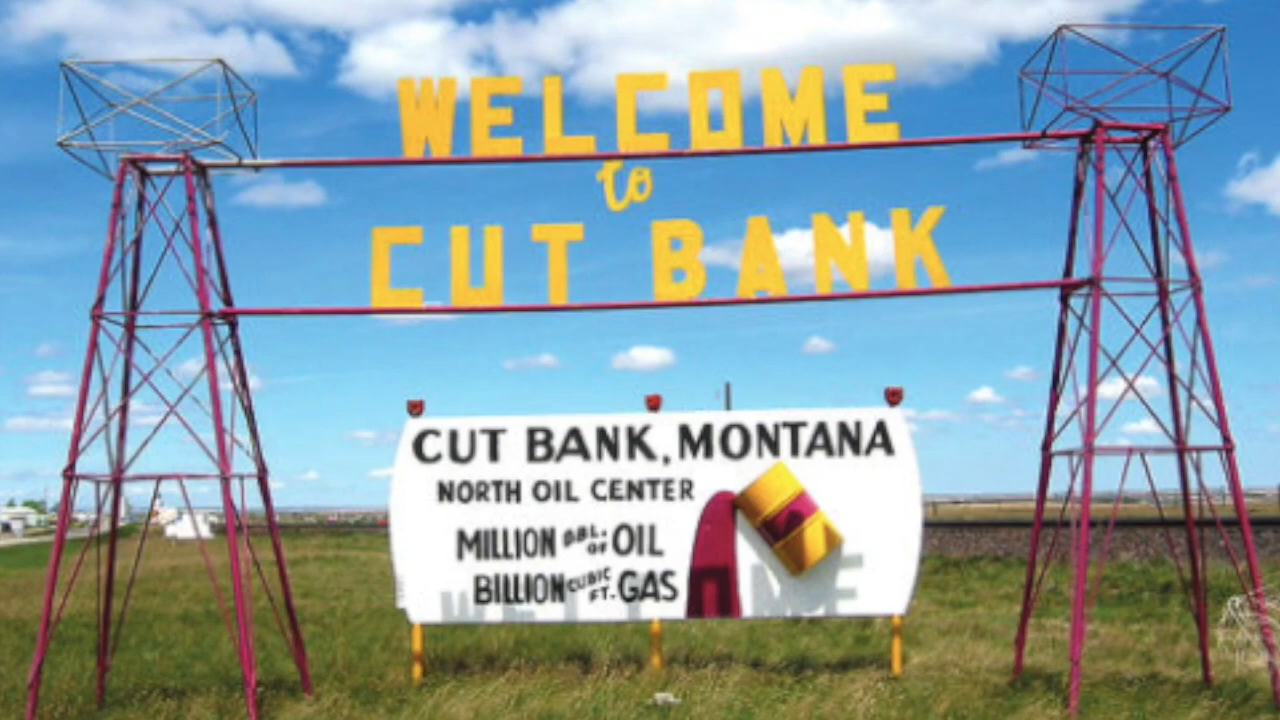 WELCOME
to
CUT BANK
CUT BANK, MONTANA
NORTH OIL CENTER
MILLION BBL. OF OIL
BILLION CUBIC FT. GAS